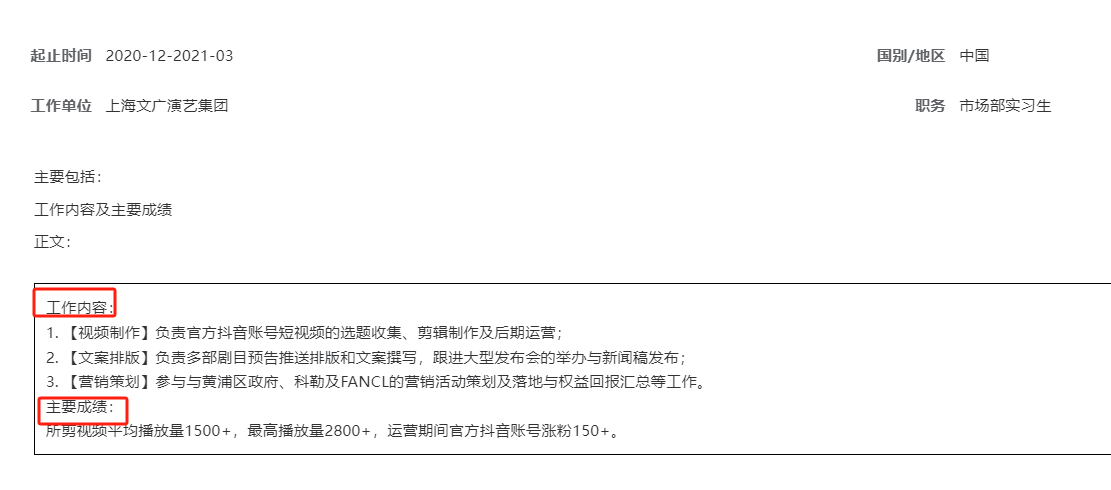 起止时间 2020-12-2021-03 国别/地区 中国
工作单位 上海文广演艺集团 职务 市场部实习生
主要包括：
工作内容及主要成绩
正文：
工作内容：
1. 【视频制作】负责官方抖音账号短视频的选题收集、剪辑制作及后期运营；
2. 【文案排版】负责多部剧目预告推送排版和文案撰写，跟进大型发布会的举办与新闻稿发布；
3. 【营销策划】参与与黄浦区政府、科勒及FANCL的营销活动策划及落地与权益回报汇总等工作。
主要成绩：
所剪视频平均播放量1500+，最高播放量2800+，运营期间官方抖音账号涨粉150+。